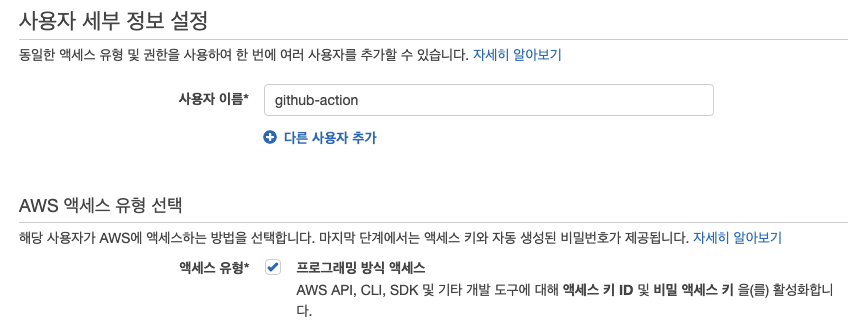 사용자 세부 정보 설정
동일한 액세스 유형 및 권한을 사용하여 한 번에 여러 사용자를 추가할 수 있습니다. 자세히 알아보기
사용자 이름* github-action
다른 사용자 추가
AWS 액세스 유형 선택
해당 사용자가 AWS에 액세스하는 방법을 선택합니다. 마지막 단계에서는 액세스 키와 자동 생성된 비밀번호가 제공됩니다. 자세히 알아보기
액세스 유형* 프로그래밍 방식 액세스
AWS API, CLI, SDK 및 기타 개발 도구에 대해 액세스 키 ID 및 비밀 액세스 키 을(를) 활성화합니
다.